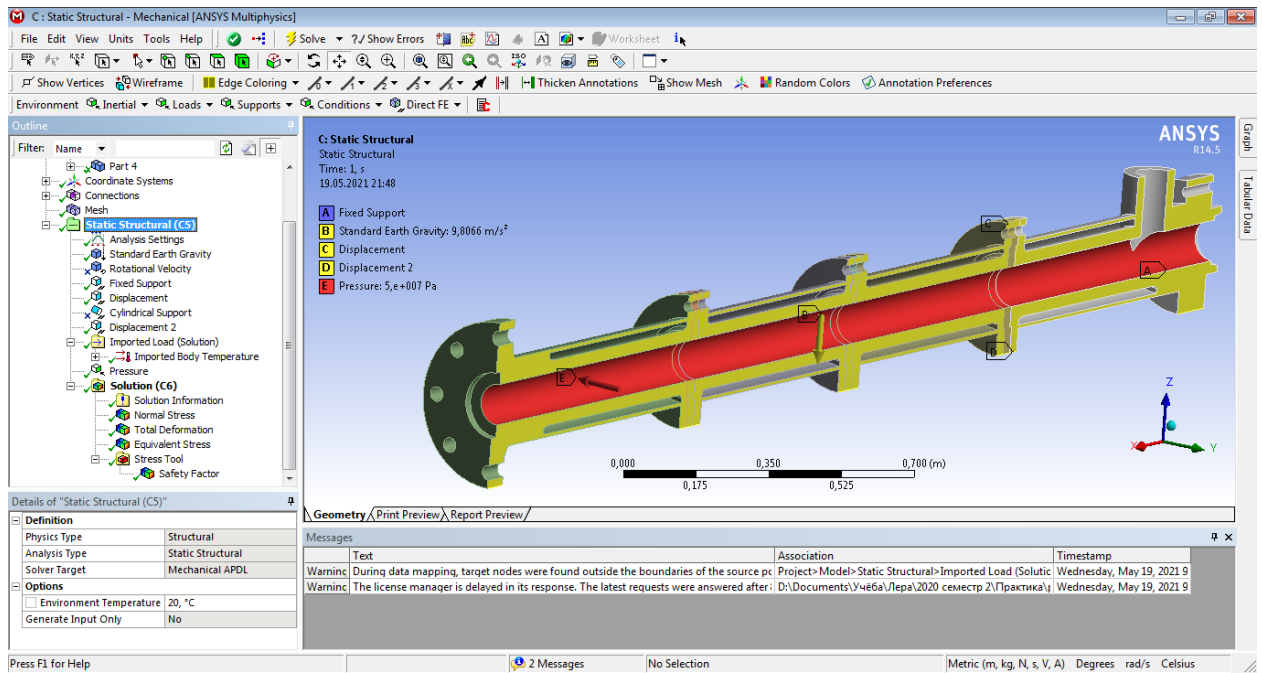 C : Static Structural - Mechanical [ANSYS Multiphysics]
File Edit View Units Tools Help Solve ?/ Show Errors Worksheet
Show Vertices Wireframe Edge Coloring Thicken Annotations Show Mesh Random Colors Annotation Preferences
Environment Inertial Loads Supports Conditions Direct FE
Outline
Filter: Name
Part 4
Coordinate Systems
Connections
Mesh
Static Structural (C5)
Analysis Settings
Standard Earth Gravity
Rotational Velocity
Fixed Support
Displacement
Cylindrical Support
Displacement 2
Imported Load (Solution)
Imported Body Temperature
Pressure
Solution (C6)
Solution Information
Normal Stress
Total Deformation
Equivalent Stress
Stress Tool
Safety Factor
Details of "Static Structural (C5)"
Definition
Physics Type Structural
Analysis Type Static Structural
Solver Target Mechanical APDL
Options
Environment Temperature 20, °C
Generate Input Only No
C: Static Structural
Static Structural
Time: 1, s
19.05.2021 21:48
A Fixed Support
B Standard Earth Gravity: 9,8066 m/s²
C Displacement
D Displacement 2
E Pressure: 5,e+007 Pa
ANSYS
R14.5
C
A
B
D
E
Z
X
Y
0,000 0,350 0,700 (m)
0,175 0,525
Geometry Print Preview Report Preview
Graph
Tabular Data
Messages
Text Association Timestamp
Warning During data mapping, target nodes were found outside the boundaries of the source po Project>Model>Static Structural>Imported Load (Solutic Wednesday, May 19, 2021 9
Warning The license manager is delayed in its response. The latest requests were answered after D:\Documents\Учёба\Лера\2020 семестр 2\Практика\ Wednesday, May 19, 2021 9
Press F1 for Help 2 Messages No Selection Metric (m, kg, N, s, V, A) Degrees rad/s Celsius